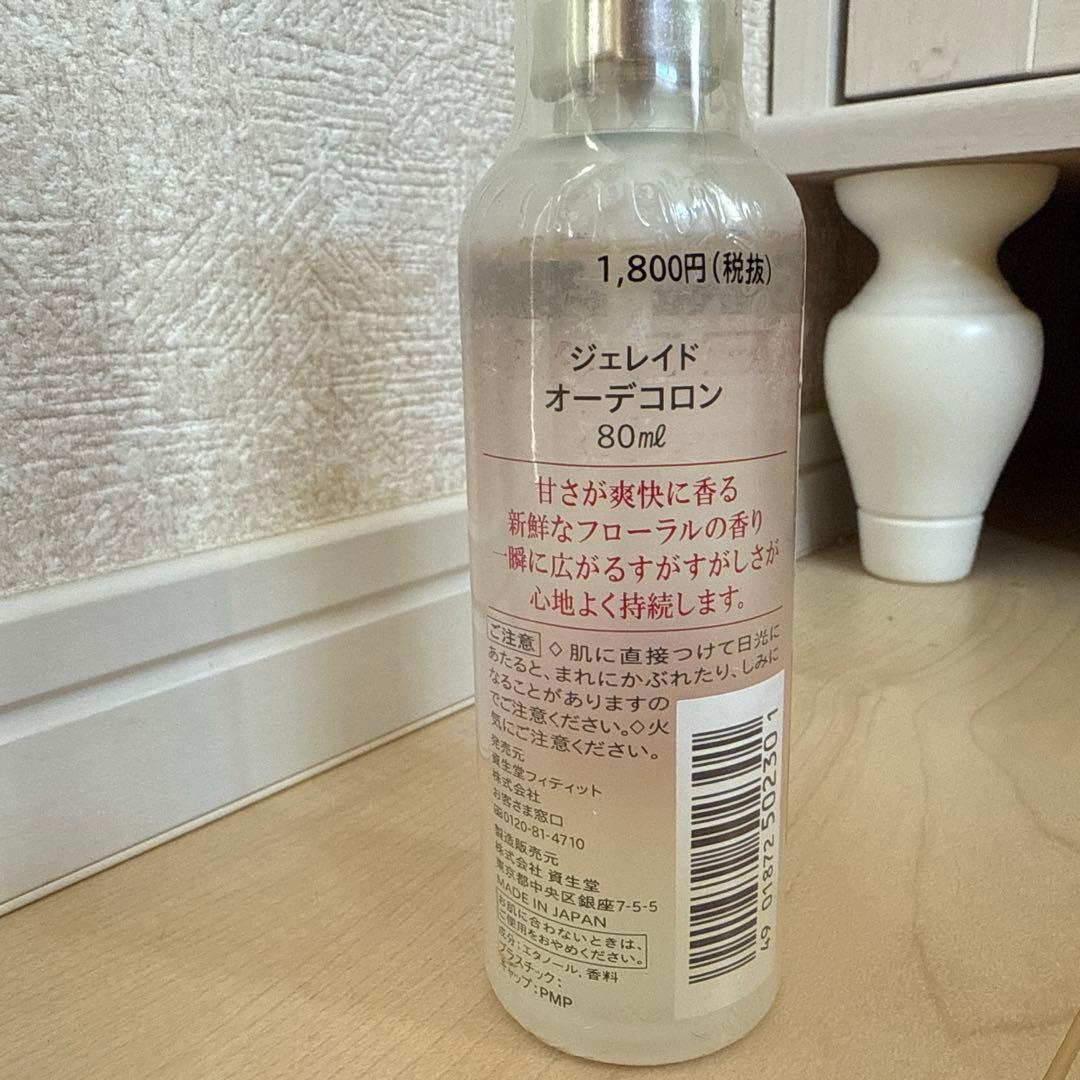 1,800円(税抜)
ジェレイド
オーデコロン
80㎖
甘さが爽快に香る
新鮮なフローラルの香り
一瞬に広がるすがすがしさが
心地よく持続します。
ご注意 ◇肌に直接つけて日光に
あたると、まれにかぶれたり、しみに
なることがありますの
でご注意ください。◇火
気にご注意ください。
発売元
資生堂フィティット
株式会社
お客さま窓口
0120-81-4710
製造販売元
株式会社 資生堂
東京都中央区銀座7-5-5
MADE IN JAPAN
お肌に合わないときは、
ご使用をおやめください。
成分:エタノール、香料
プラスチック:
キャップ:PMP
49 01872 50230 1